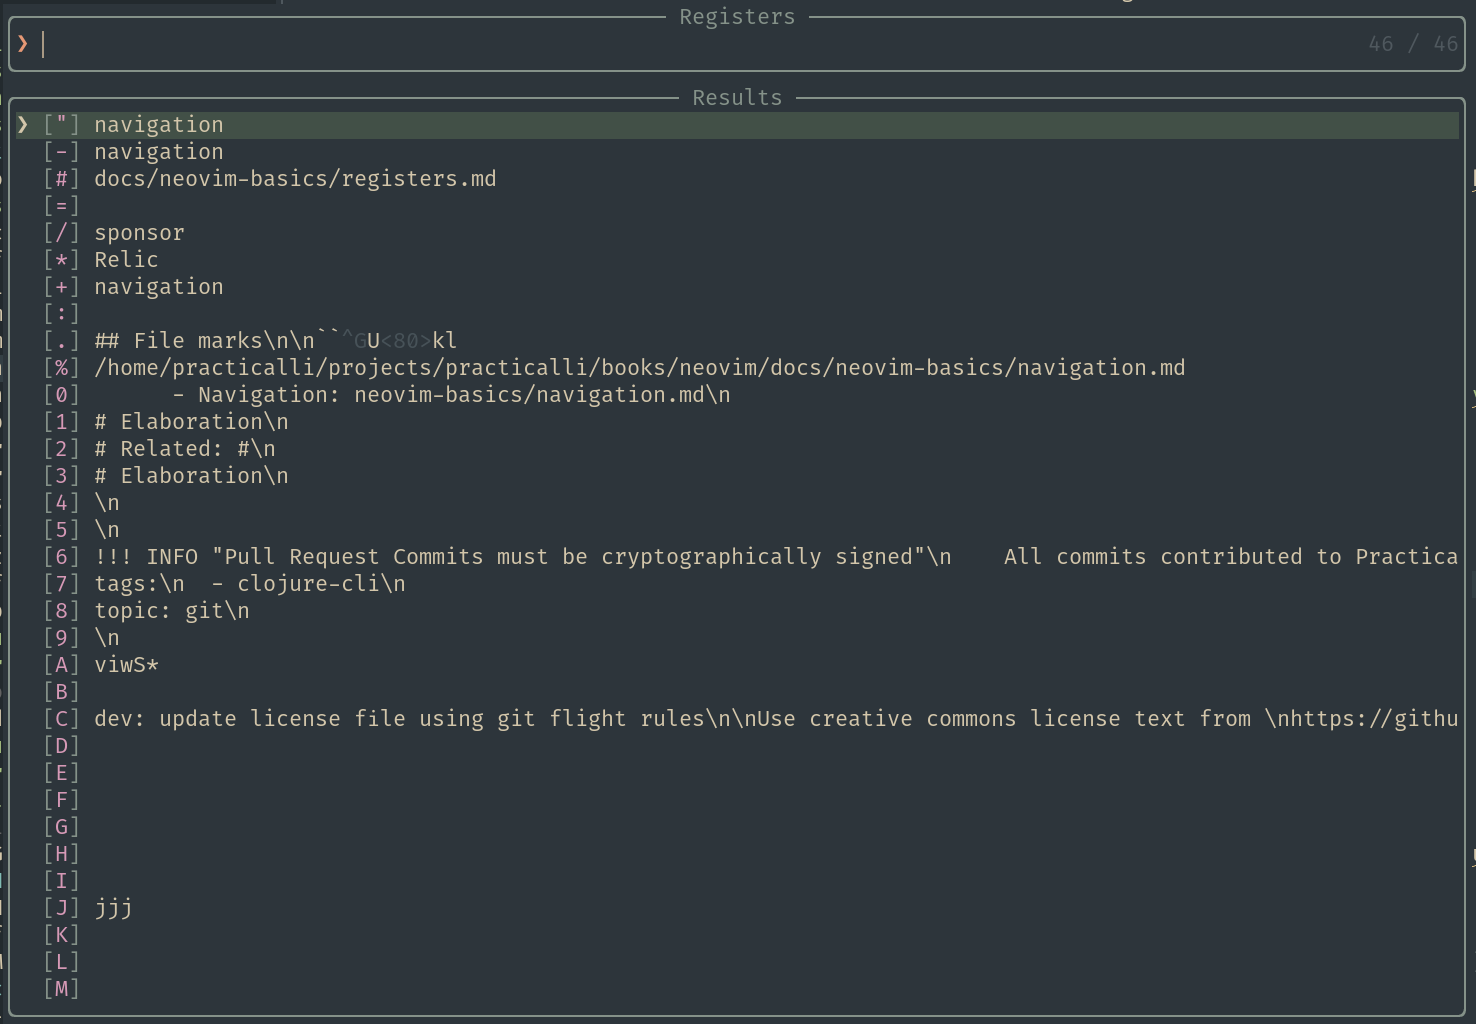 Registers
❯ 46 / 46
Results
❯ ["] navigation
[-] navigation
[#] docs/neovim-basics/registers.md
[=]
[/] sponsor
[*] Relic
[+] navigation
[:]
[.] ## File marks\n\n``^GU<80>kl
[%] /home/practicalli/projects/practicalli/books/neovim/docs/neovim-basics/navigation.md
[0]       - Navigation: neovim-basics/navigation.md\n
[1] # Elaboration\n
[2] # Related: #\n
[3] # Elaboration\n
[4] \n
[5] \n
[6] !!! INFO "Pull Request Commits must be cryptographically signed"\n    All commits contributed to Practica
[7] tags:\n  - clojure-cli\n
[8] topic: git\n
[9] \n
[A] viwS*
[B]
[C] dev: update license file using git flight rules\n\nUse creative commons license text from \nhttps://githu
[D]
[E]
[F]
[G]
[H]
[I]
[J] jjj
[K]
[L]
[M]